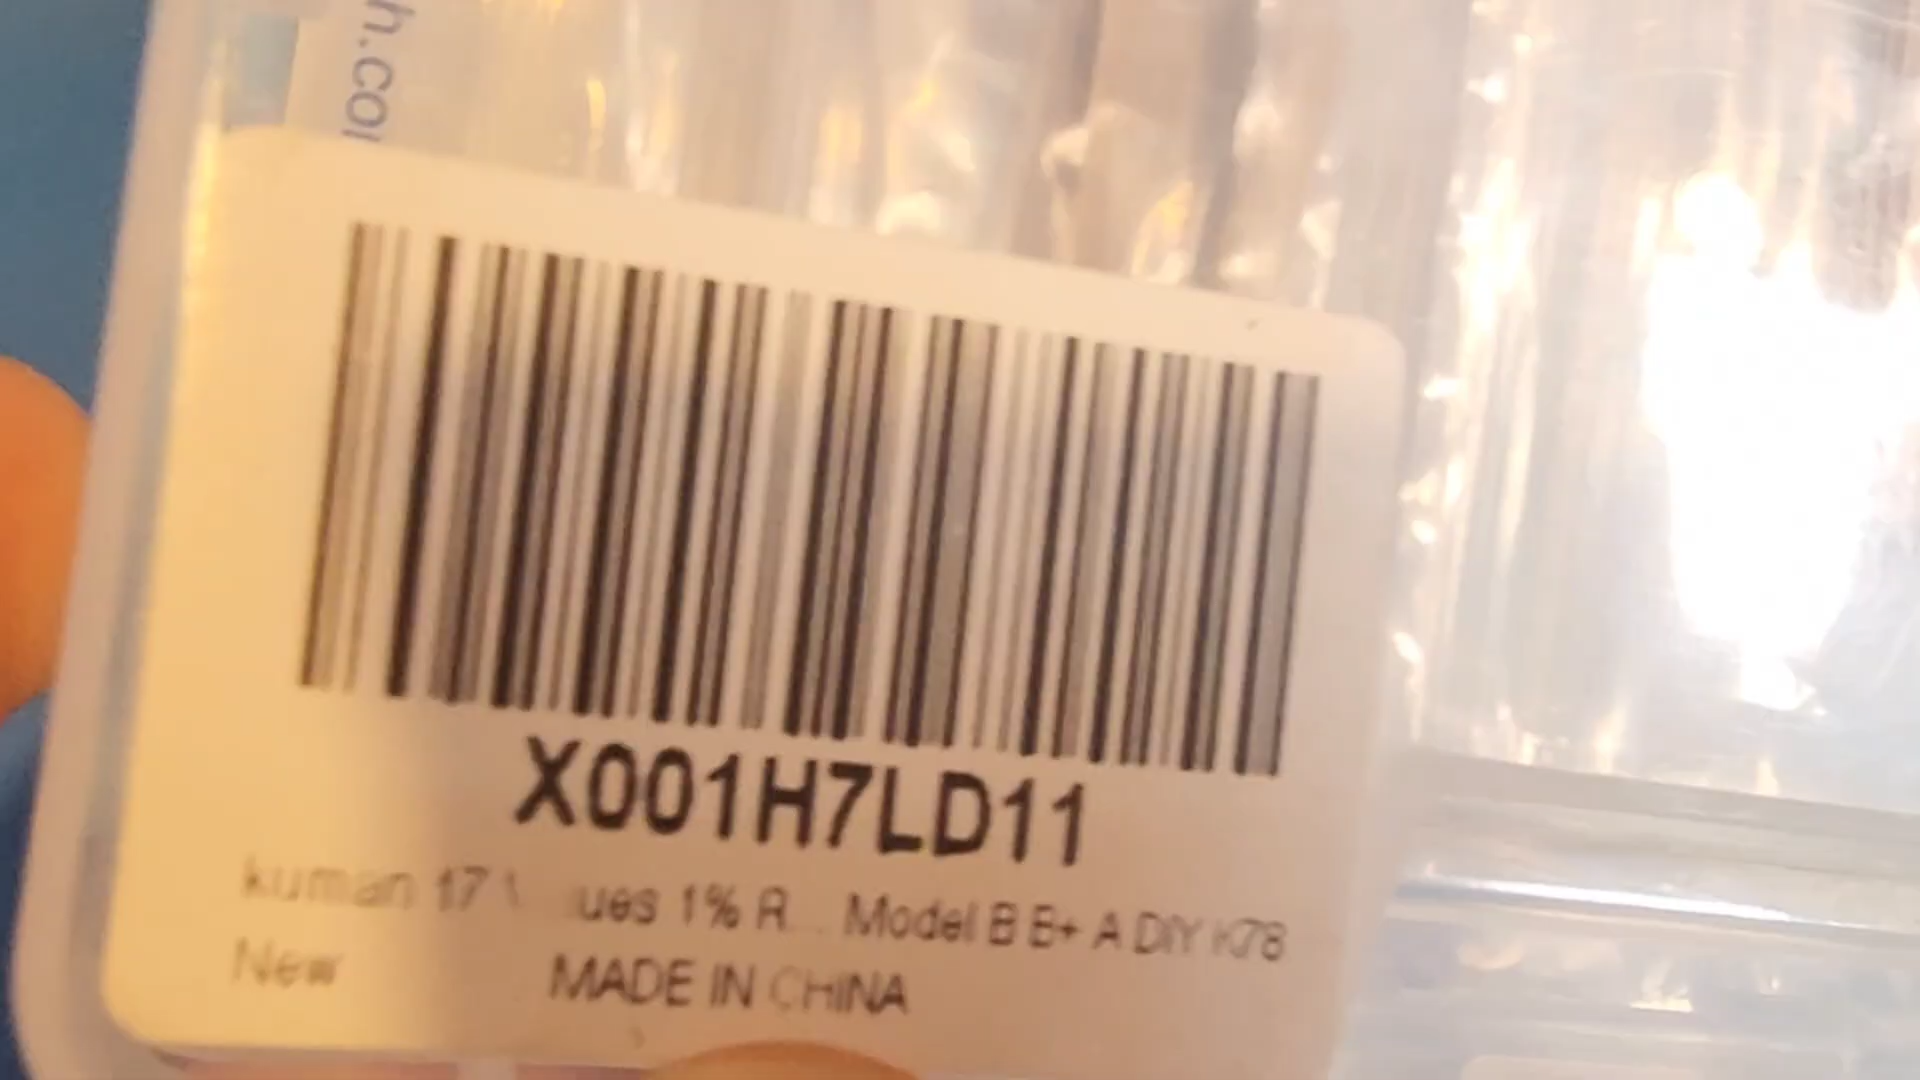 h.co
X001H7LD11
kuman 17 ues 1% R... Model B B+ A DIY K78
New
MADE IN CHINA